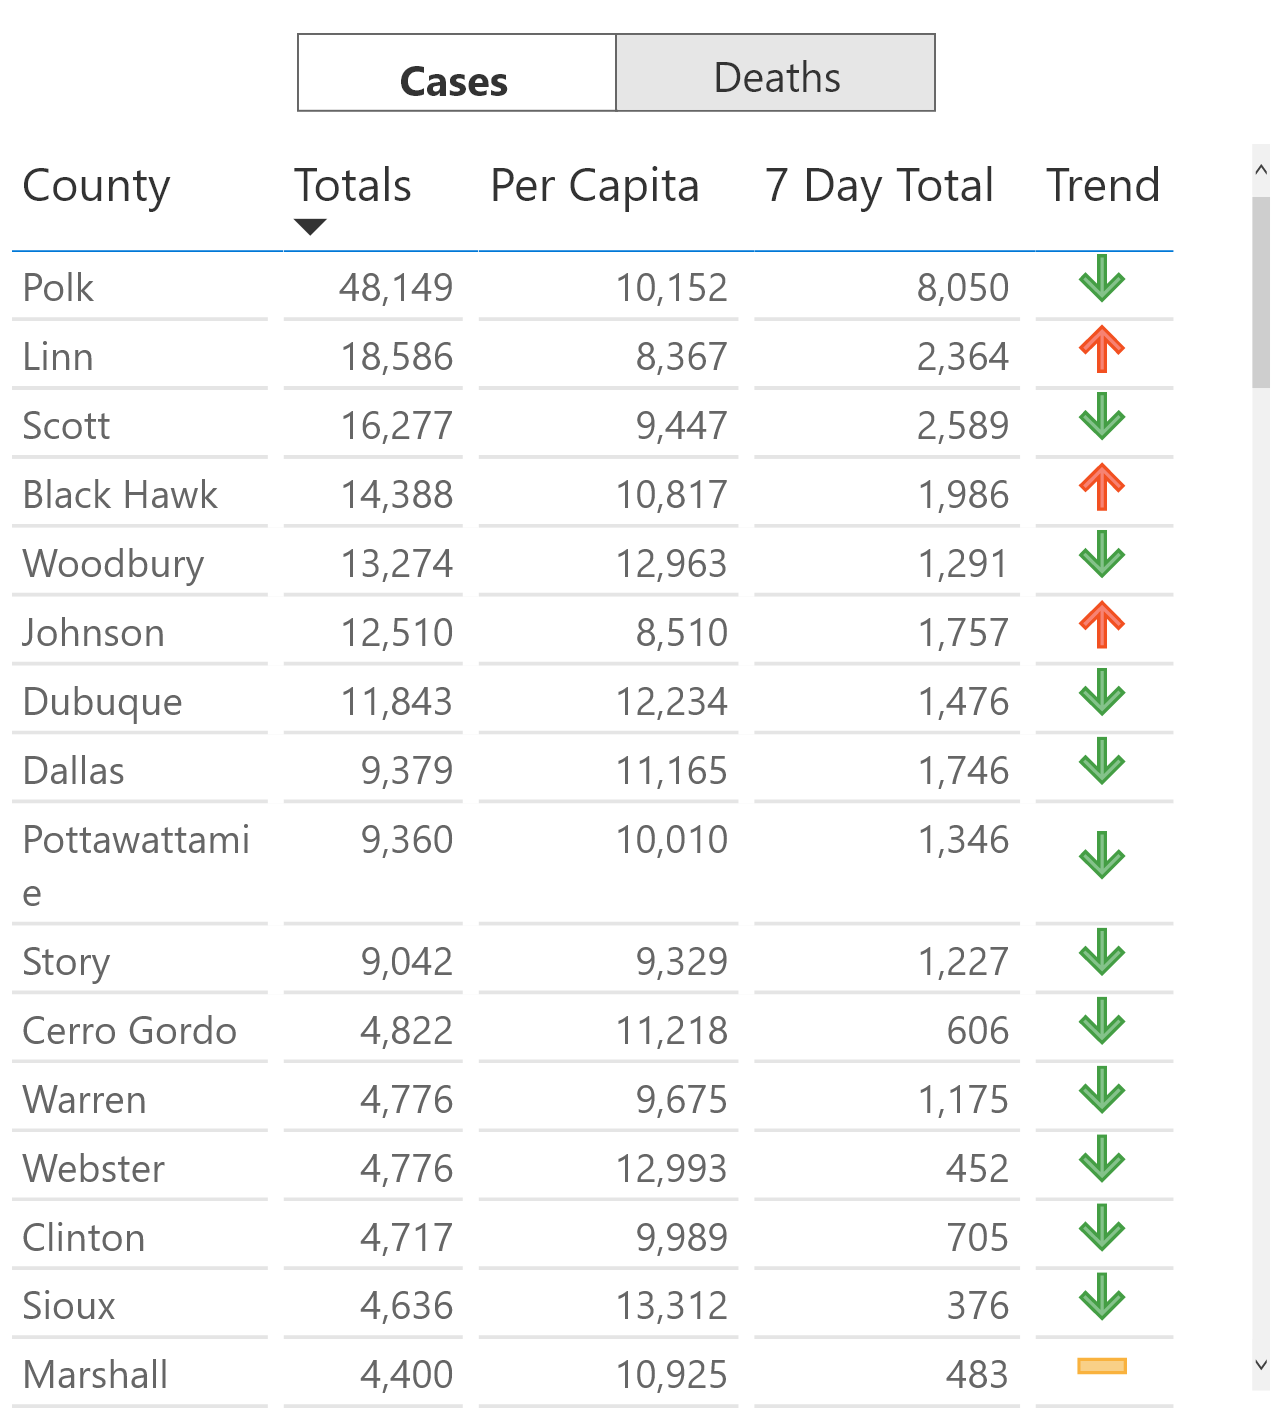 Cases Deaths
County Totals Per Capita 7 Day Total Trend
Polk 48,149 10,152 8,050
Linn 18,586 8,367 2,364
Scott 16,277 9,447 2,589
Black Hawk 14,388 10,817 1,986
Woodbury 13,274 12,963 1,291
Johnson 12,510 8,510 1,757
Dubuque 11,843 12,234 1,476
Dallas 9,379 11,165 1,746
Pottawattami 9,360 10,010 1,346
e
Story 9,042 9,329 1,227
Cerro Gordo 4,822 11,218 606
Warren 4,776 9,675 1,175
Webster 4,776 12,993 452
Clinton 4,717 9,989 705
Sioux 4,636 13,312 376
Marshall 4,400 10,925 483